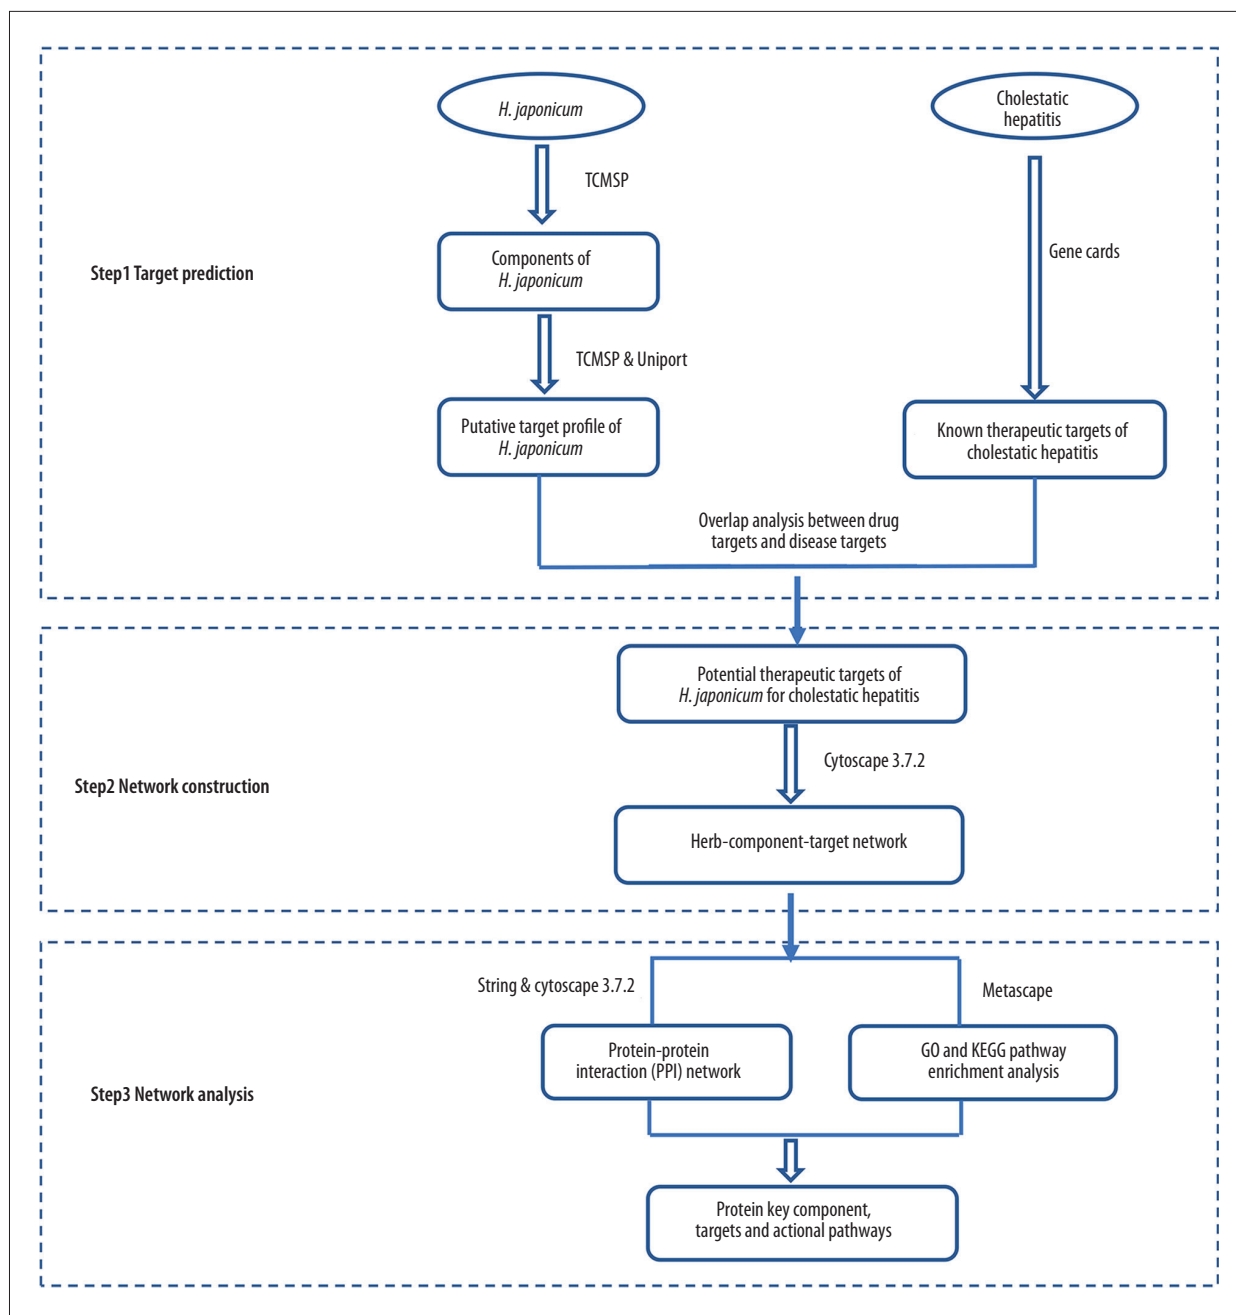 H. japonicum
Cholestatic
hepatitis
TCMSP
Step1 Target prediction
Components of
H. japonicum
Gene cards
TCMSP & Uniport
Putative target profile of
H. japonicum
Known therapeutic targets of
cholestatic hepatitis
Overlap analysis between drug
targets and disease targets
Potential therapeutic targets of
H. japonicum for cholestatic hepatitis
Step2 Network construction
Cytoscape 3.7.2
Herb-component-target network
String & cytoscape 3.7.2
Metascape
Step3 Network analysis
Protein-protein
interaction (PPI) network
GO and KEGG pathway
enrichment analysis
Protein key component,
targets and actional pathways